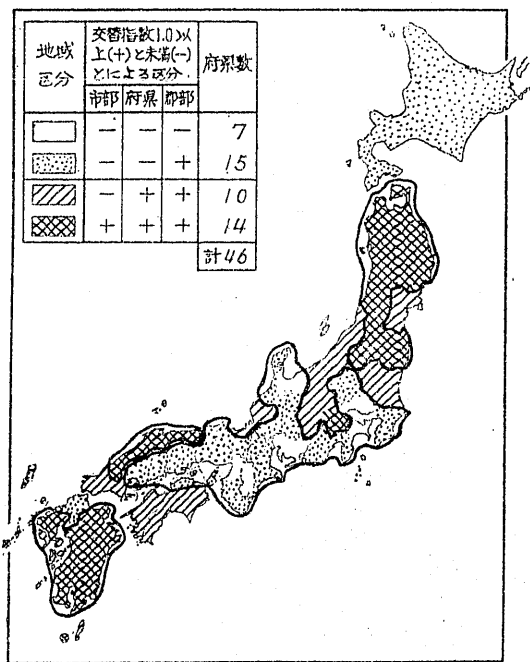 地域区分
交替指数(1.0)以
上(+)と未満(−)
とによる区分.
府県数
市部 府県 郡部
− − − 7
− − + 15
− + + 10
+ + + 14
計46